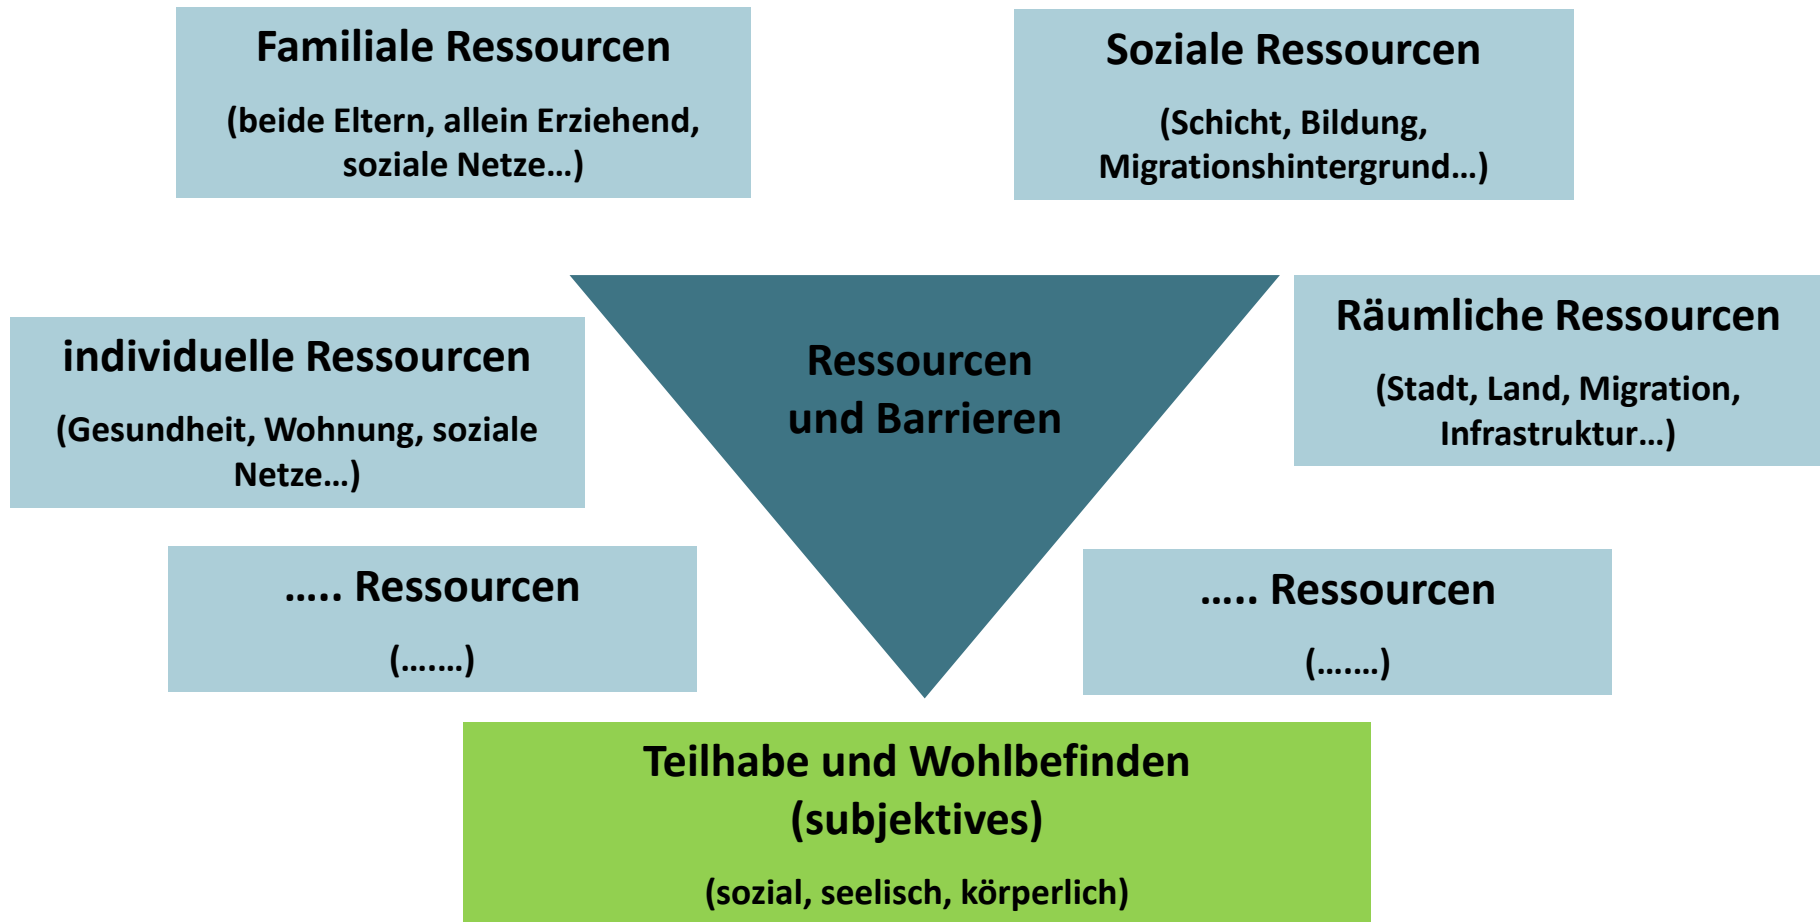 Familiale Ressourcen
(beide Eltern, allein Erziehend,
soziale Netze…)
Soziale Ressourcen
(Schicht, Bildung,
Migrationshintergrund…)
individuelle Ressourcen
(Gesundheit, Wohnung, soziale
Netze…)
Ressourcen
und Barrieren
Räumliche Ressourcen
(Stadt, Land, Migration,
Infrastruktur…)
….. Ressourcen
(….…)
….. Ressourcen
(….…)
Teilhabe und Wohlbefinden
(subjektives)
(sozial, seelisch, körperlich)